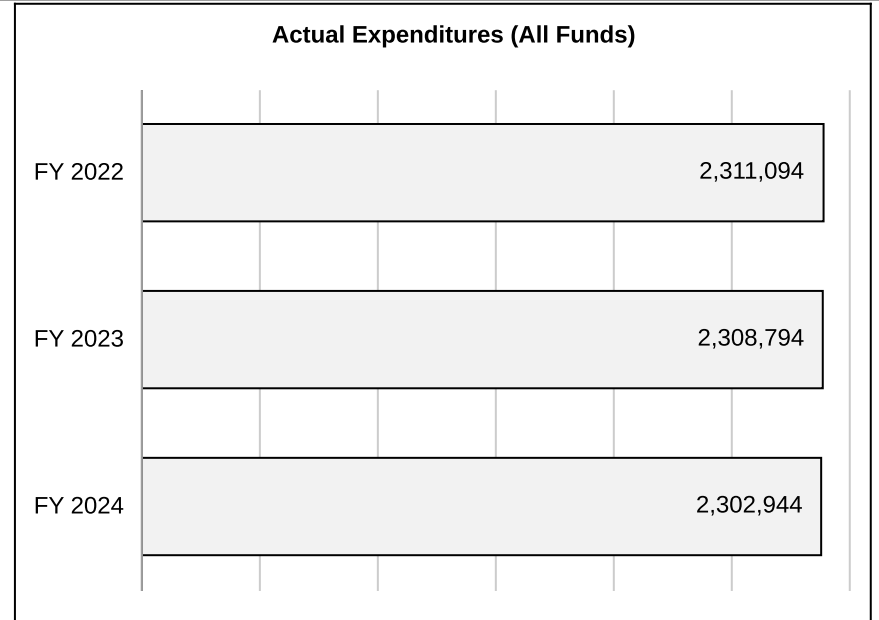 Actual Expenditures (All Funds)
FY 2022 2,311,094
FY 2023 2,308,794
FY 2024 2,302,944